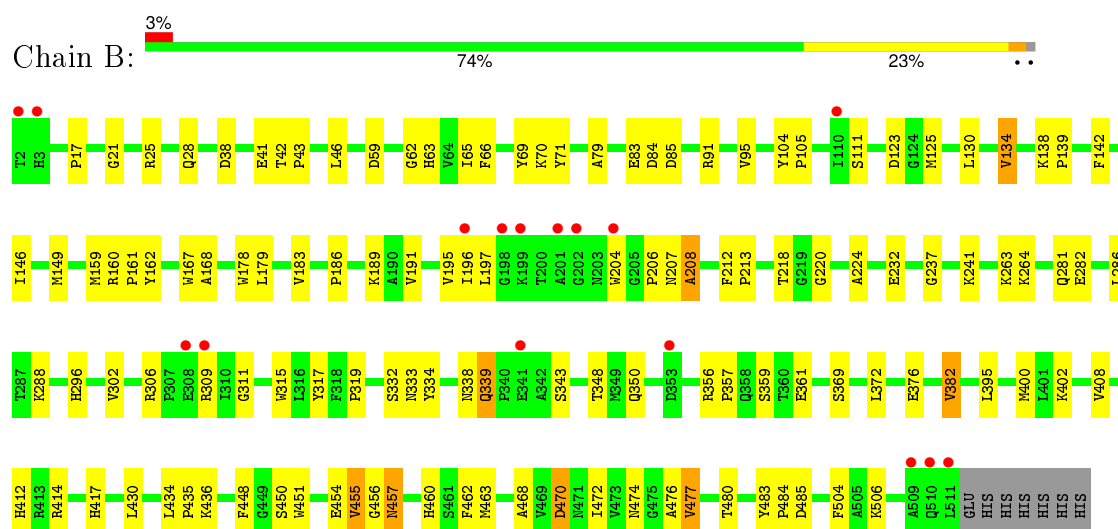 3%
Chain B:
74% 23% • •
T2 H3 P17 G21 R25 Q28 D38 E41 T42 P43 L46 D59 G62 H63 V64 I65 F66 Y69 K70 Y71 A79 E83 D84 D85 R91 V95 Y104 P105 I110 S111 D123 G124 M125 L130 V134 K138 P139 F142
I146 M149 M159 R160 P161 Y162 W167 A168 W178 L179 V183 P186 K189 A190 V191 V195 I196 L197 G198 K199 T200 A201 G202 N203 W204 G205 P206 N207 A208 F212 P213 T218 G219 G220 A224 E232 G237 K241 K263 K264 Q281 E282 L286
T287 K288 H296 V302 R306 P307 E308 R309 I310 G311 W315 L316 Y317 F318 P319 S332 N333 Y334 N338 Q339 P340 E341 A342 S343 T348 M349 Q350 D353 R356 P357 Q358 S359 T360 E361 S369 L372 E376 V382 L395 M400 L401 K402 V408
H412 R413 R414 H417 L430 L434 P435 K436 F448 G449 S450 W451 E454 V455 G456 N457 H460 S461 F462 M463 A468 V469 D470 N471 I472 V473 N474 G475 A476 V477 T480 Y483 P484 D485 F504 A505 K506 A509 Q510 L511 GLU HIS HIS HIS HIS HIS HIS